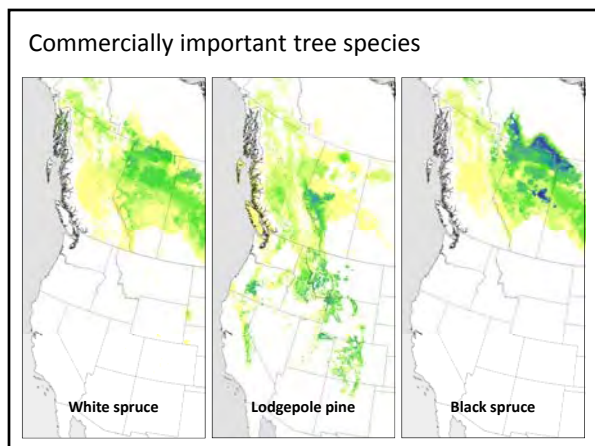 Commercially important tree species
White spruce
Lodgepole pine
Black spruce